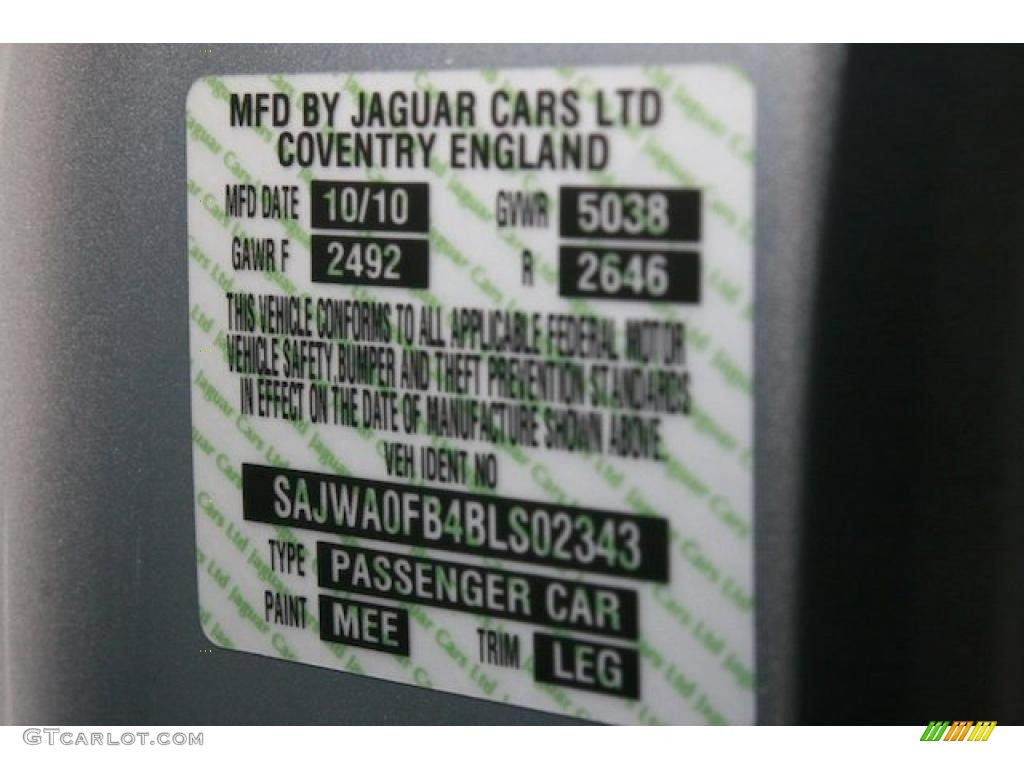 MFD BY JAGUAR CARS LTD
COVENTRY ENGLAND
MFD DATE 10/10 GVWR 5038
GAWR F 2492 R 2646
THIS VEHICLE CONFORMS TO ALL APPLICABLE FEDERAL MOTOR
VEHICLE SAFETY, BUMPER AND THEFT PREVENTION STANDARDS
IN EFFECT ON THE DATE OF MANUFACTURE SHOWN ABOVE.
VEH IDENT NO
SAJWA0FB4BLS02343
TYPE PASSENGER CAR
PAINT MEE TRIM LEG
GTCARLOT.COM